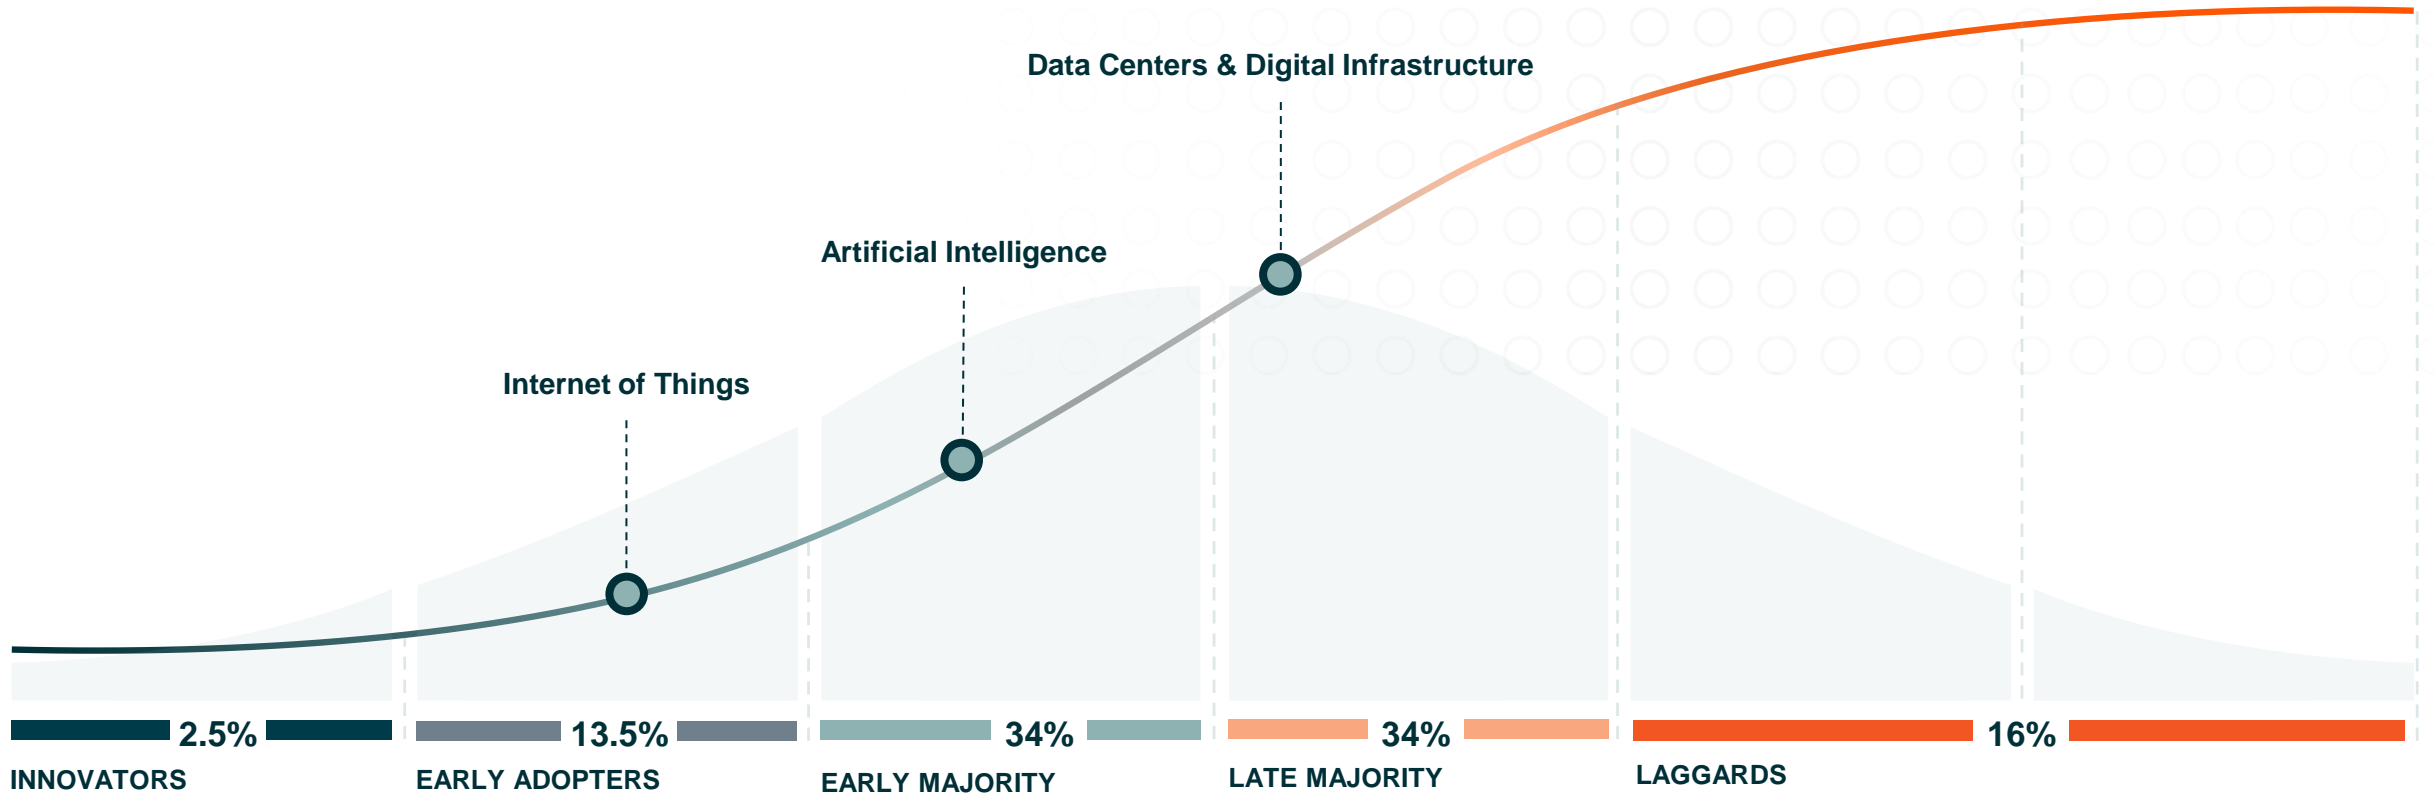 Data Centers & Digital Infrastructure
Artificial Intelligence
Internet of Things
2.5%
13.5%
34%
34%
16%
INNOVATORS
EARLY ADOPTERS
EARLY MAJORITY
LATE MAJORITY
LAGGARDS